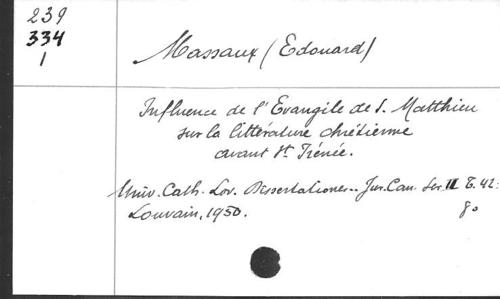 239
334
1
Massaux (Edouard)
Influence de l'Evangile de S. Matthieu
sur la littérature chrétienne
avant St Irénée.
Univ. Cath. Lov. Dissertationes.. Jur. Can. Ser. II T. 42.
Louvain, 1950. 8o